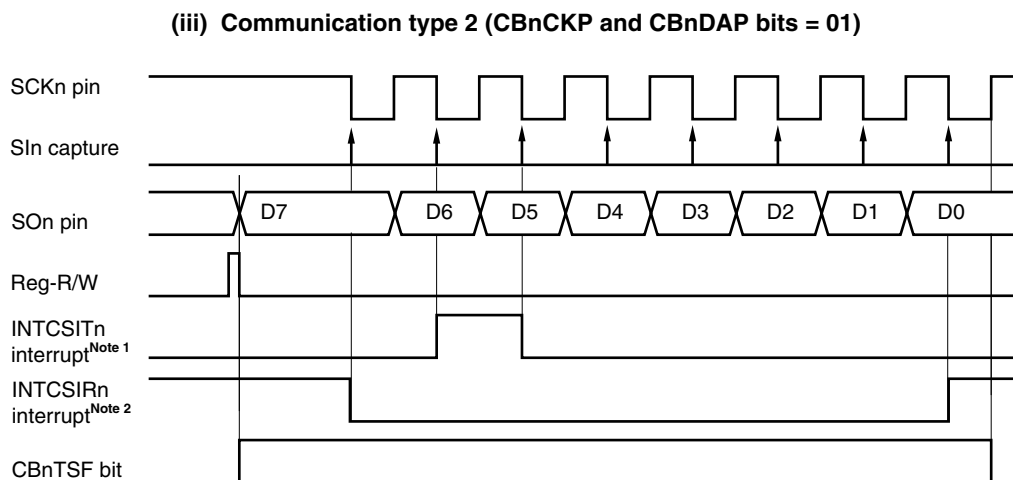 (iii) Communication type 2 (CBnCKP and CBnDAP bits = 01)
SCKn pin
SIn capture
SOn pin
D7 D6 D5 D4 D3 D2 D1 D0
Reg-R/W
INTCSITn
interruptNote 1
INTCSIRn
interruptNote 2
CBnTSF bit